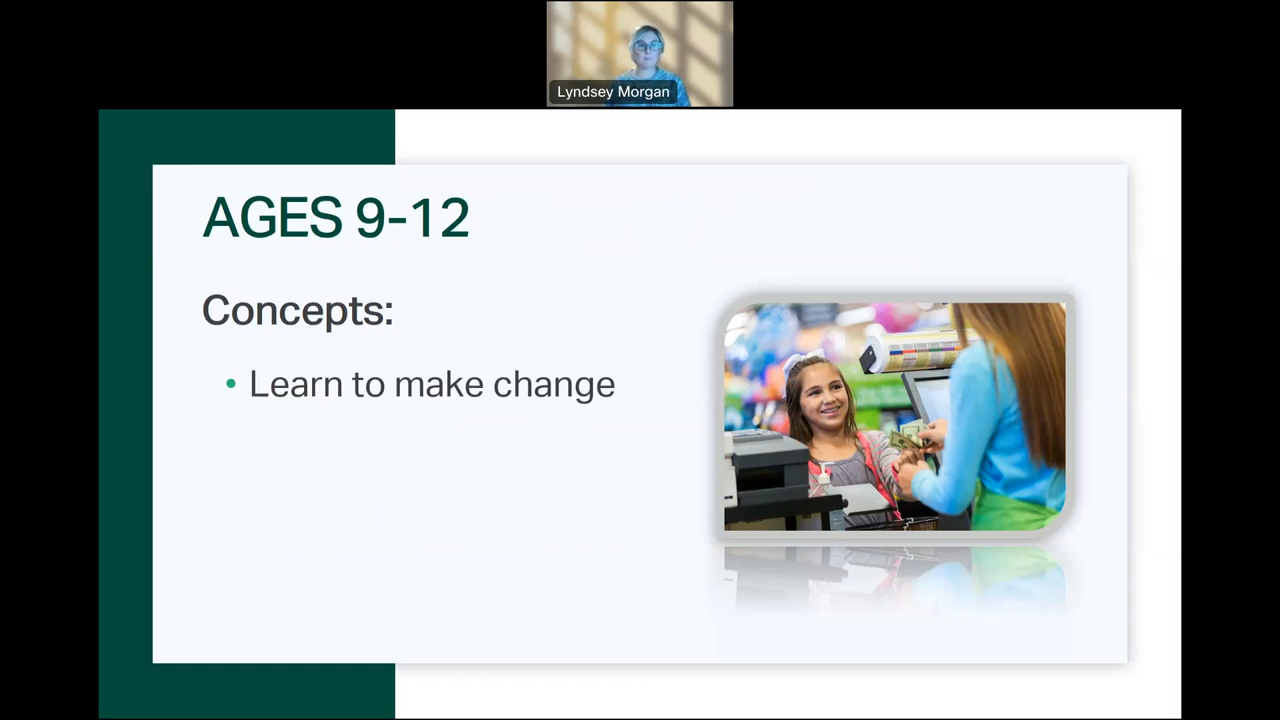 Lyndsey Morgan
AGES 9-12
Concepts:
• Learn to make change